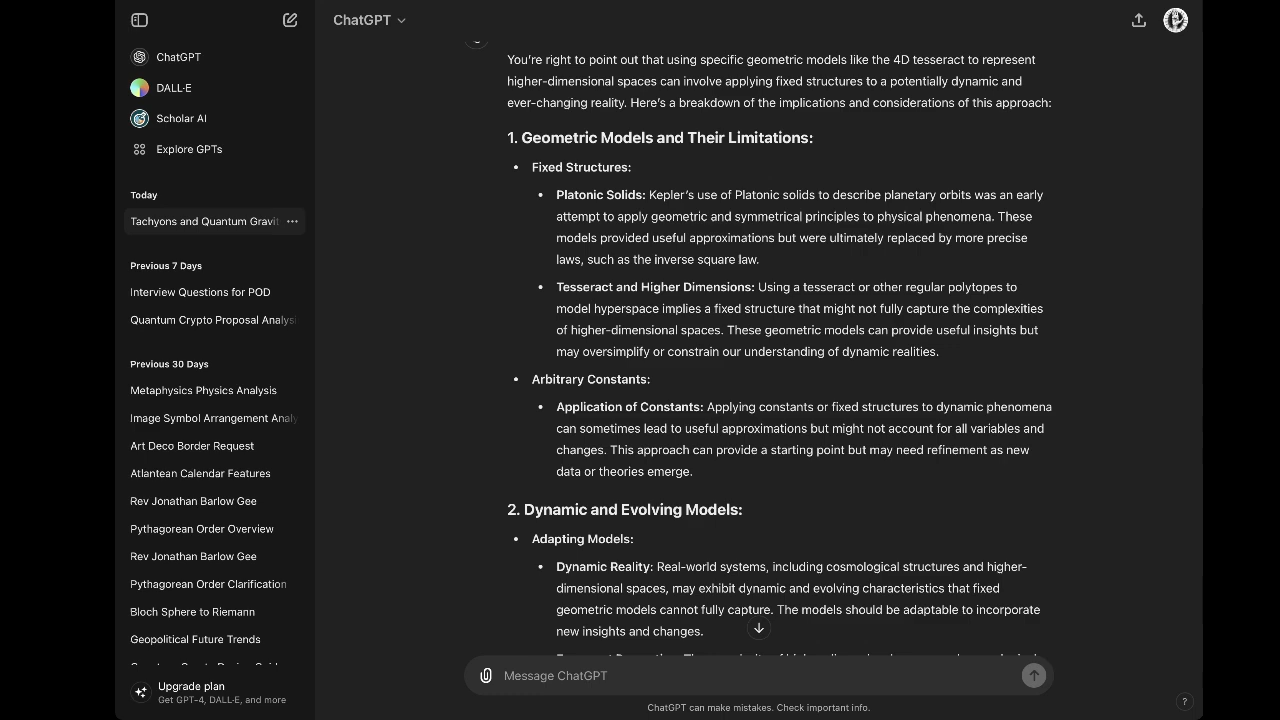 ChatGPT
DALL·E
Scholar AI
Explore GPTs
Today
Tachyons and Quantum Gravit
Previous 7 Days
Interview Questions for POD
Quantum Crypto Proposal Analysi
Previous 30 Days
Metaphysics Physics Analysis
Image Symbol Arrangement Analy
Art Deco Border Request
Atlantean Calendar Features
Rev Jonathan Barlow Gee
Pythagorean Order Overview
Rev Jonathan Barlow Gee
Pythagorean Order Clarification
Bloch Sphere to Riemann
Geopolitical Future Trends
Upgrade plan
Get GPT-4, DALL·E, and more
ChatGPT
You're right to point out that using specific geometric models like the 4D tesseract to represent
higher-dimensional spaces can involve applying fixed structures to a potentially dynamic and
ever-changing reality. Here's a breakdown of the implications and considerations of this approach:
1. Geometric Models and Their Limitations:
• Fixed Structures:
• Platonic Solids: Kepler's use of Platonic solids to describe planetary orbits was an early
attempt to apply geometric and symmetrical principles to physical phenomena. These
models provided useful approximations but were ultimately replaced by more precise
laws, such as the inverse square law.
• Tesseract and Higher Dimensions: Using a tesseract or other regular polytopes to
model hyperspace implies a fixed structure that might not fully capture the complexities
of higher-dimensional spaces. These geometric models can provide useful insights but
may oversimplify or constrain our understanding of dynamic realities.
• Arbitrary Constants:
• Application of Constants: Applying constants or fixed structures to dynamic phenomena
can sometimes lead to useful approximations but might not account for all variables and
changes. This approach can provide a starting point but may need refinement as new
data or theories emerge.
2. Dynamic and Evolving Models:
• Adapting Models:
• Dynamic Reality: Real-world systems, including cosmological structures and higher-
dimensional spaces, may exhibit dynamic and evolving characteristics that fixed
geometric models cannot fully capture. The models should be adaptable to incorporate
new insights and changes.
Message ChatGPT
ChatGPT can make mistakes. Check important info.
?